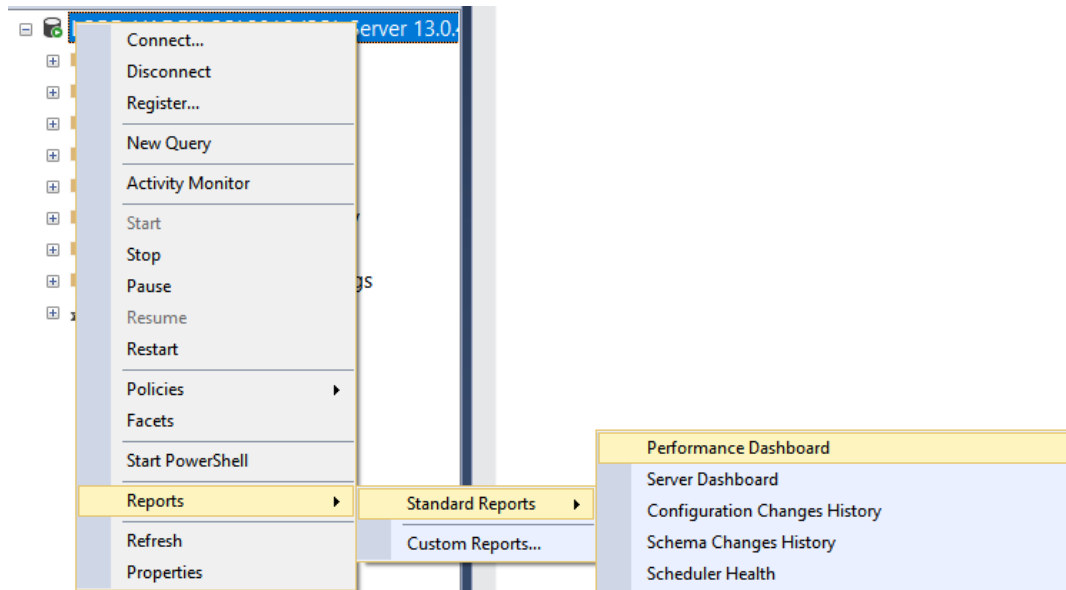 Server 13.0.4
Connect...
Disconnect
Register...
New Query
Activity Monitor
Start
Stop
Pause
Resume
Restart
Policies
Facets
Start PowerShell
Reports
Refresh
Properties
Standard Reports
Custom Reports...
Performance Dashboard
Server Dashboard
Configuration Changes History
Schema Changes History
Scheduler Health